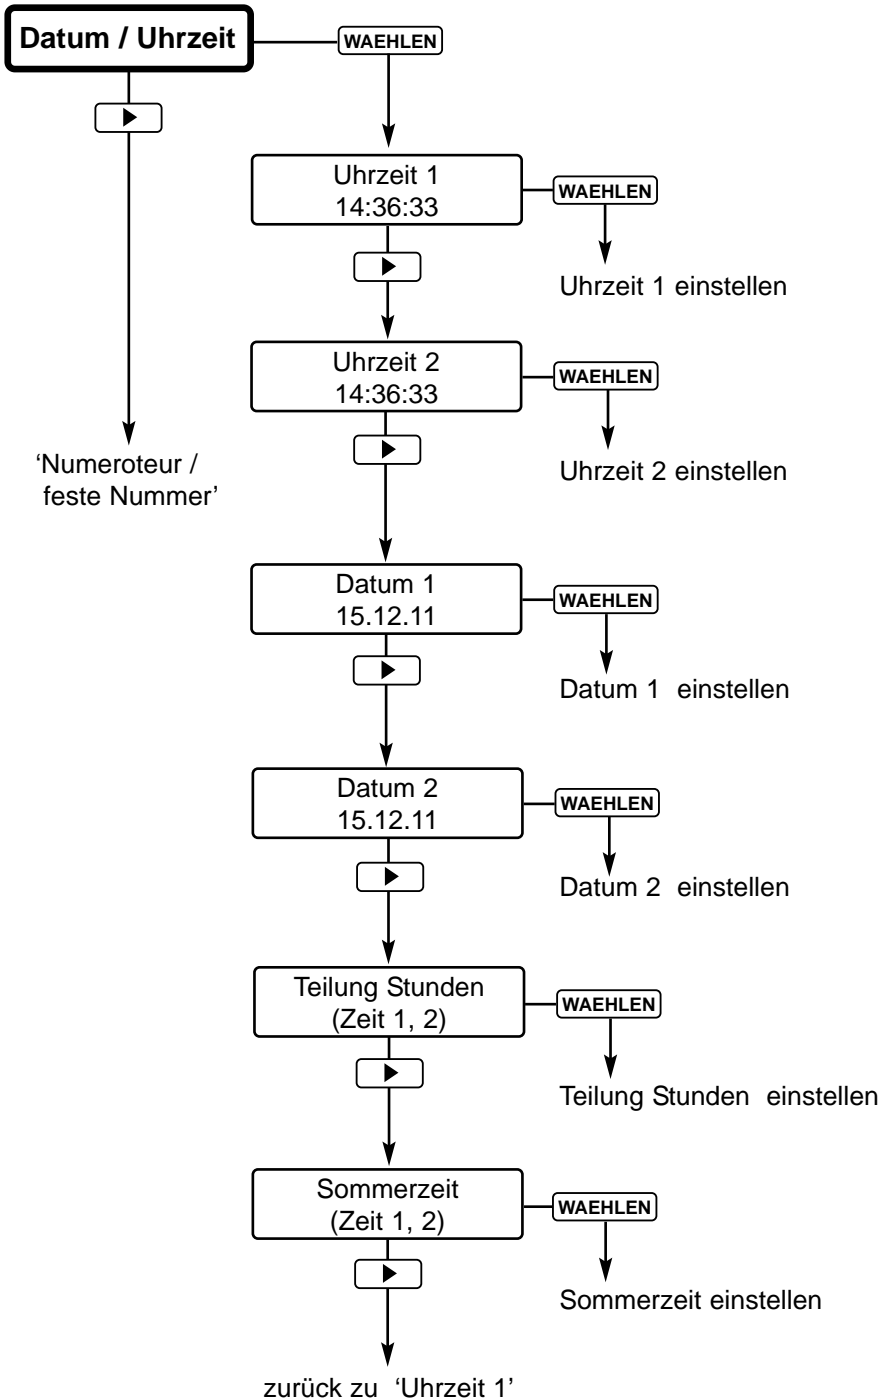 Datum / Uhrzeit
WAEHLEN
Uhrzeit 1
14:36:33
WAEHLEN
Uhrzeit 1 einstellen
Uhrzeit 2
14:36:33
WAEHLEN
Uhrzeit 2 einstellen
‘Numeroteur /
feste Nummer’
Datum 1
15.12.11
WAEHLEN
Datum 1 einstellen
Datum 2
15.12.11
WAEHLEN
Datum 2 einstellen
Teilung Stunden
(Zeit 1, 2)
WAEHLEN
Teilung Stunden einstellen
Sommerzeit
(Zeit 1, 2)
WAEHLEN
Sommerzeit einstellen
zurück zu ‘Uhrzeit 1’